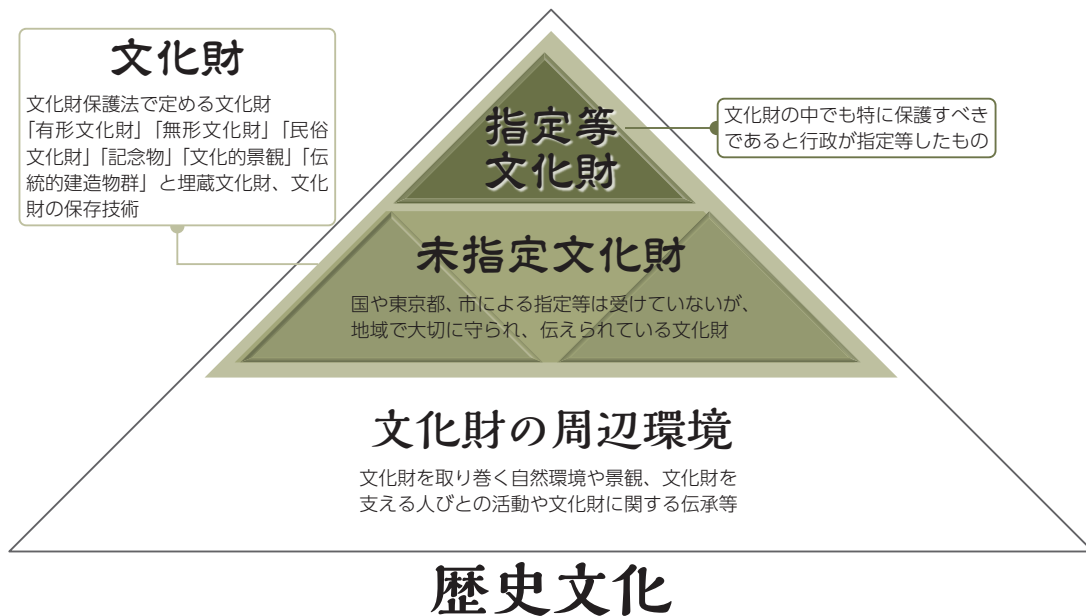 文化財
文化財保護法で定める文化財
「有形文化財」「無形文化財」「民俗
文化財」「記念物」「文化的景観」「伝
統的建造物群」と埋蔵文化財、文化
財の保存技術
指定等
文化財
文化財の中でも特に保護すべき
であると行政が指定等したもの
未指定文化財
国や東京都、市による指定等は受けていないが、
地域で大切に守られ、伝えられている文化財
文化財の周辺環境
文化財を取り巻く自然環境や景観、文化財を
支える人びとの活動や文化財に関する伝承等
歴史文化